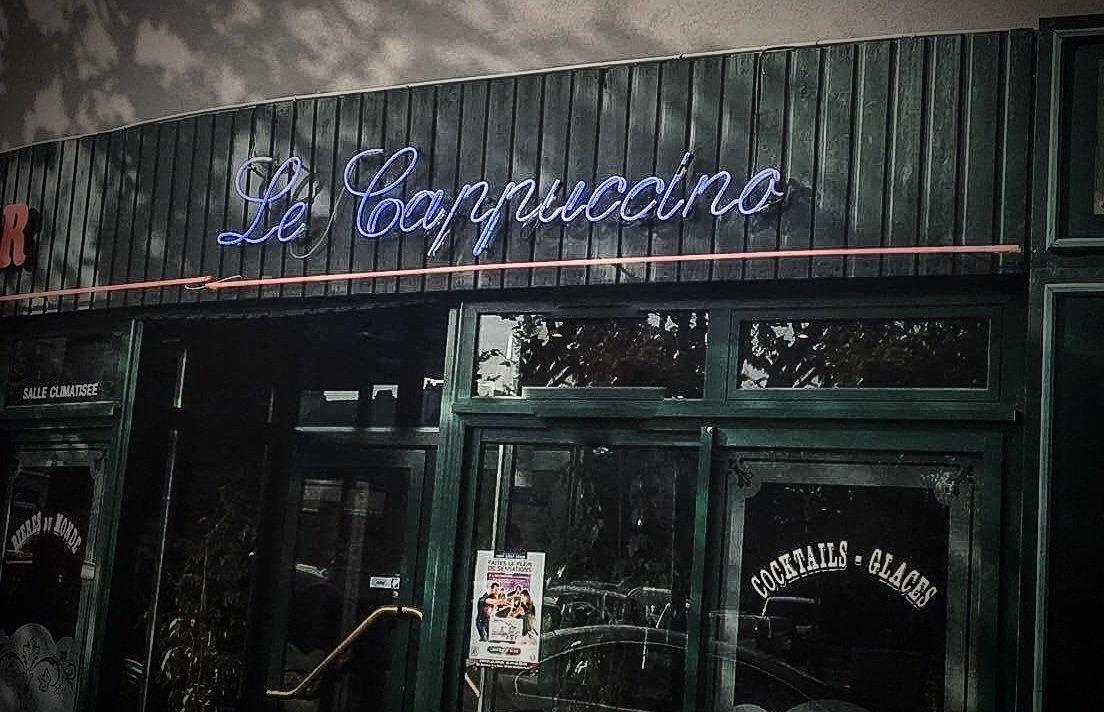 Le Cappuccino
R
SALLE CLIMATISEE
BIERES DU MONDE
FAITES LE PLEIN
DE SENSATIONS
COCKTAILS - GLACES